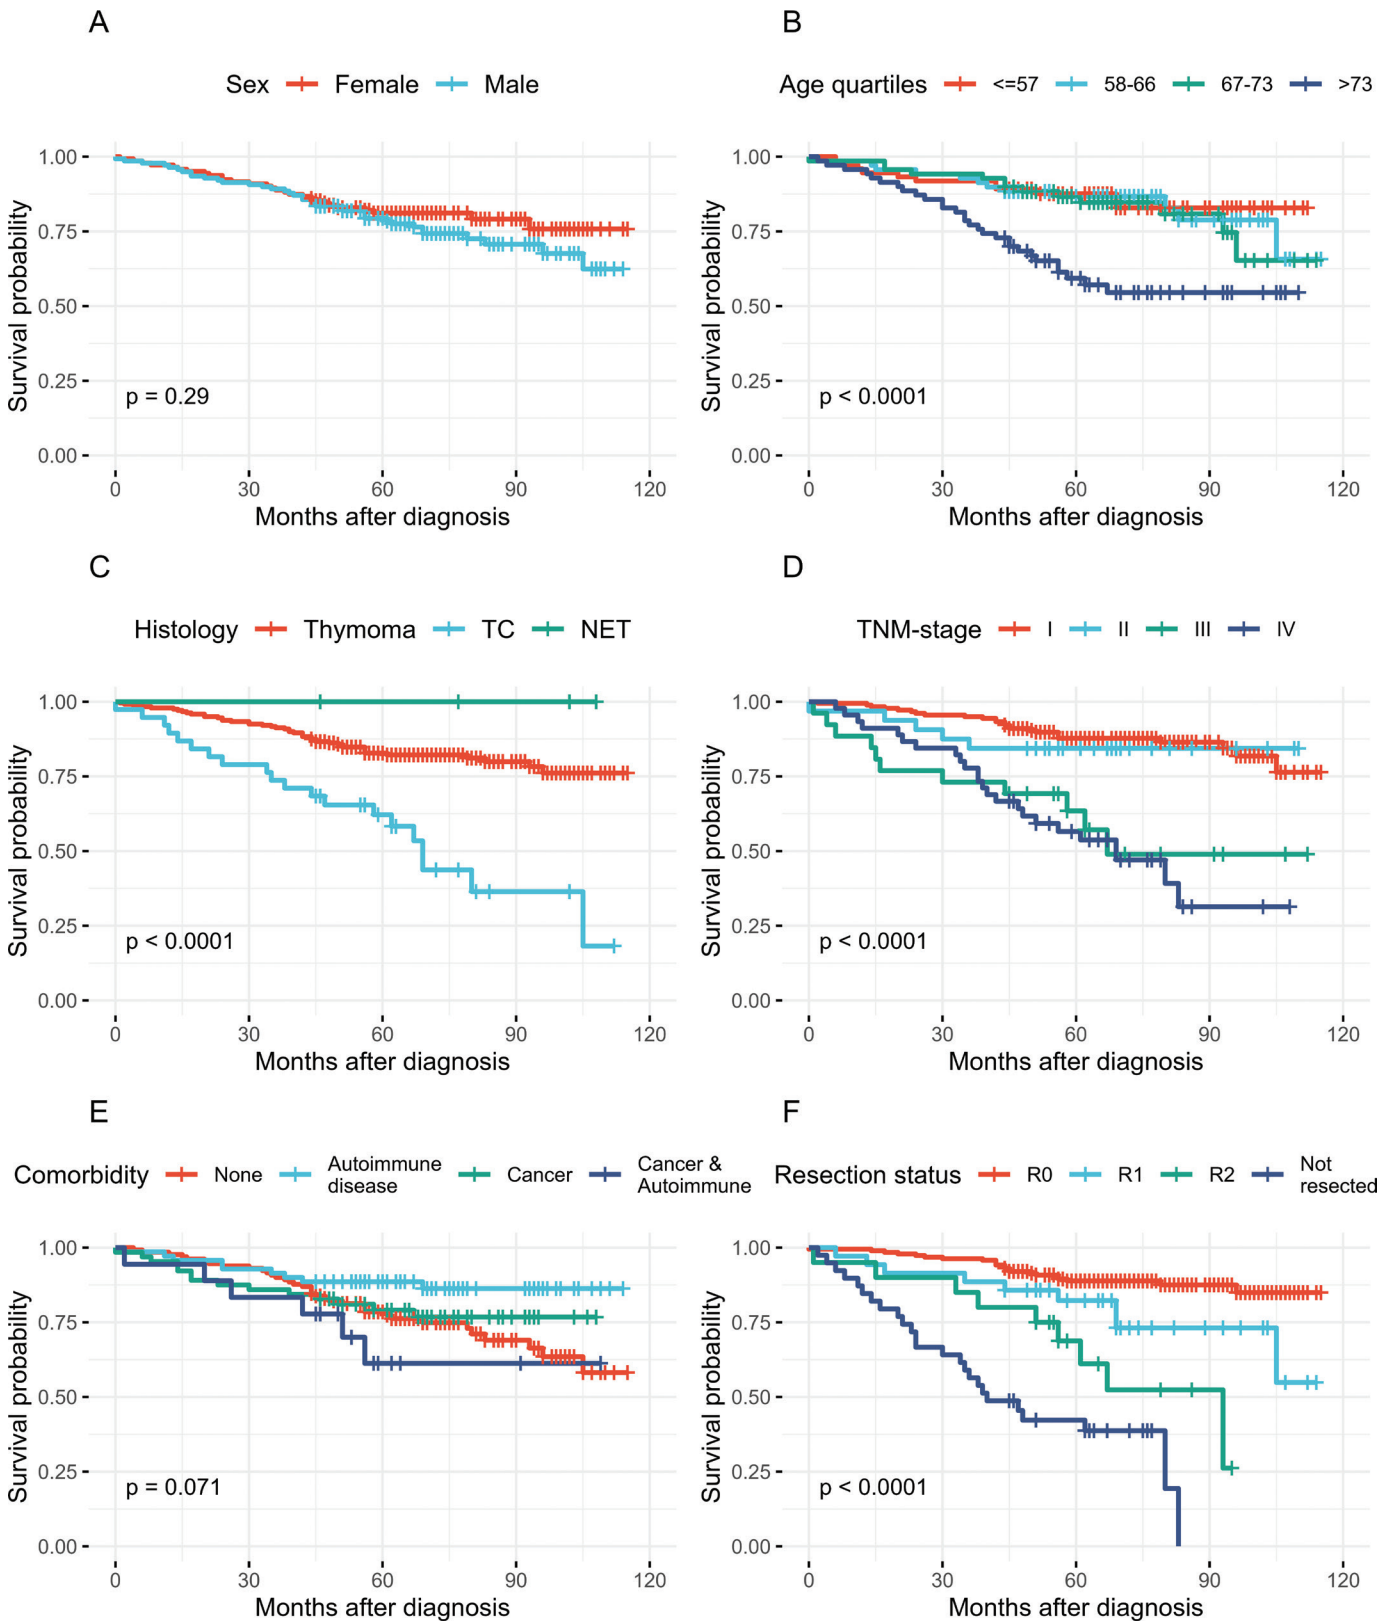 A
Sex Female Male
1.00
0.75
0.50
0.25
0.00
Survival probability
p = 0.29
0 30 60 90 120
Months after diagnosis
B
Age quartiles <=57 58-66 67-73 >73
1.00
0.75
0.50
0.25
0.00
Survival probability
p < 0.0001
0 30 60 90 120
Months after diagnosis
C
Histology Thymoma TC NET
1.00
0.75
0.50
0.25
0.00
Survival probability
p < 0.0001
0 30 60 90 120
Months after diagnosis
D
TNM-stage I II III IV
1.00
0.75
0.50
0.25
0.00
Survival probability
p < 0.0001
0 30 60 90 120
Months after diagnosis
E
Comorbidity None Autoimmune disease Cancer Cancer & Autoimmune
1.00
0.75
0.50
0.25
0.00
Survival probability
p = 0.071
0 30 60 90 120
Months after diagnosis
F
Resection status R0 R1 R2 Not resected
1.00
0.75
0.50
0.25
0.00
Survival probability
p < 0.0001
0 30 60 90 120
Months after diagnosis